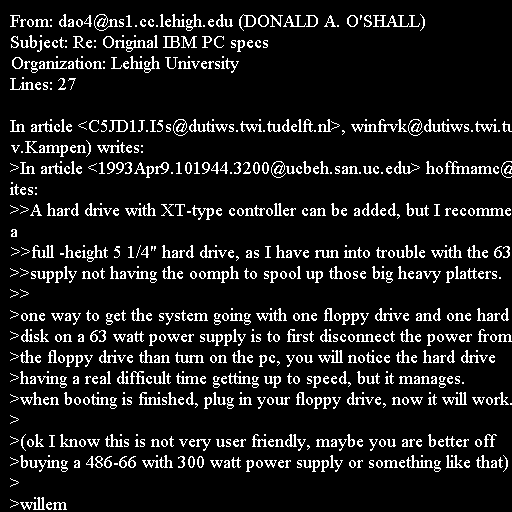 From: dao4@ns1.cc.lehigh.edu (DONALD A. O'SHALL)
Subject: Re: Original IBM PC specs
Organization: Lehigh University
Lines: 27

In article <C5JD1J.I5s@dutiws.twi.tudelft.nl>, winfrvk@dutiws.twi.tu
v.Kampen) writes:
>In article <1993Apr9.101944.3200@ucbeh.san.uc.edu> hoffmamc@
ites:
>>A hard drive with XT-type controller can be added, but I recomme
a
>>full -height 5 1/4" hard drive, as I have run into trouble with the 63
>>supply not having the oomph to spool up those big heavy platters.
>>
>one way to get the system going with one floppy drive and one hard
>disk on a 63 watt power supply is to first disconnect the power from
>the floppy drive than turn on the pc, you will notice the hard drive
>having a real difficult time getting up to speed, but it manages.
>when booting is finished, plug in your floppy drive, now it will work.
>
>(ok I know this is not very user friendly, maybe you are better off
>buying a 486-66 with 300 watt power supply or something like that)
>
>willem